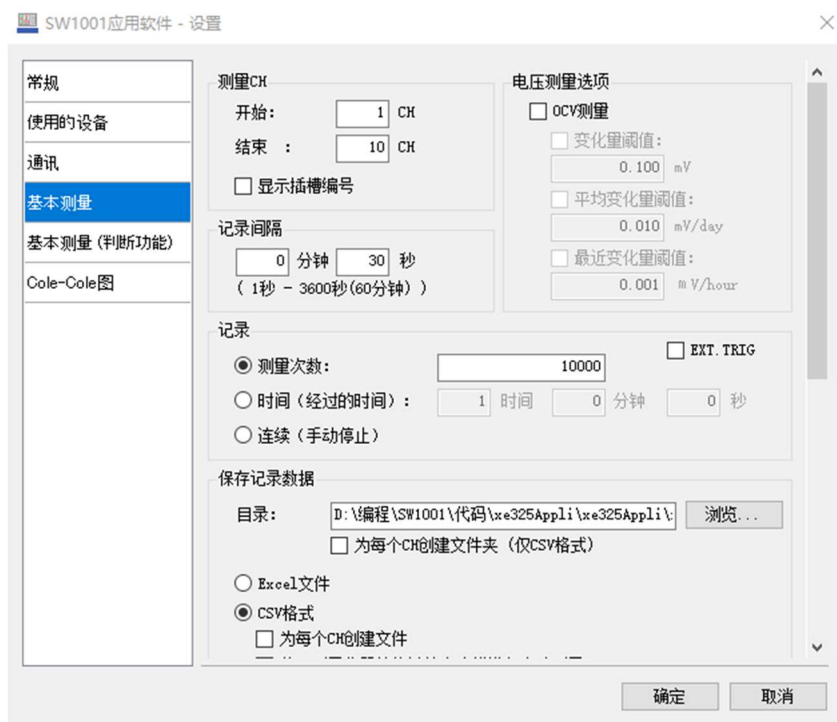 SW1001应用软件 - 设置
常规
使用的设备
通讯
基本测量
基本测量(判断功能)
Cole-Cole图
测量CH
开始: 1 CH
结束 : 10 CH
显示插槽编号
记录间隔
0 分钟 30 秒
( 1秒 - 3600秒(60分钟) )
电压测量选项
OCV测量
变化量阈值:
0.100 mV
平均变化量阈值:
0.010 mV/day
最近变化量阈值:
0.001 mV/hour
记录
EXT.TRIG
测量次数: 10000
时间(经过的时间): 1 时间 0 分钟 0 秒
连续(手动停止)
保存记录数据
目录: D:\编程\SW1001\代码\xe325Appli\xe325Appli\ 浏览...
为每个CH创建文件夹(仅CSV格式)
Excel文件
CSV格式
为每个CH创建文件
确定 取消